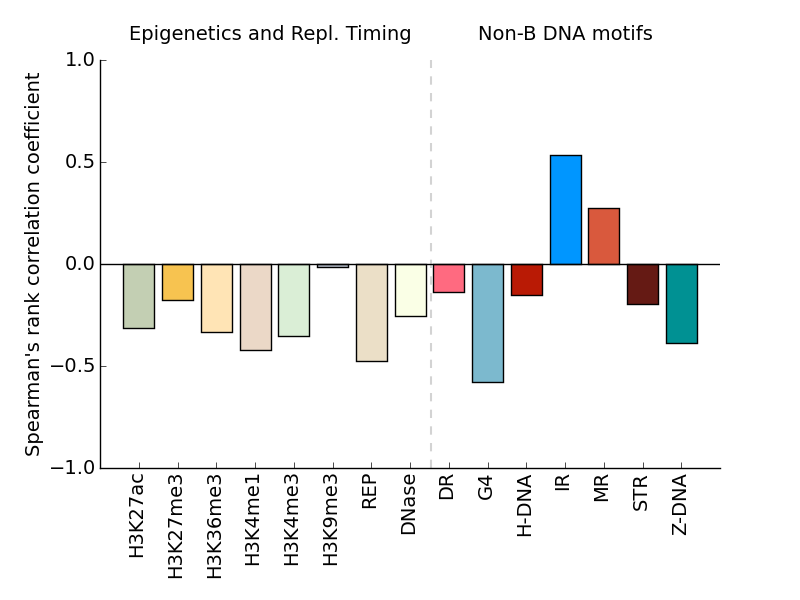 Epigenetics and Repl. Timing
Non-B DNA motifs
Spearman's rank correlation coefficient
1.0
0.5
0.0
−0.5
−1.0
H3K27ac
H3K27me3
H3K36me3
H3K4me1
H3K4me3
H3K9me3
REP
DNase
DR
G4
H-DNA
IR
MR
STR
Z-DNA